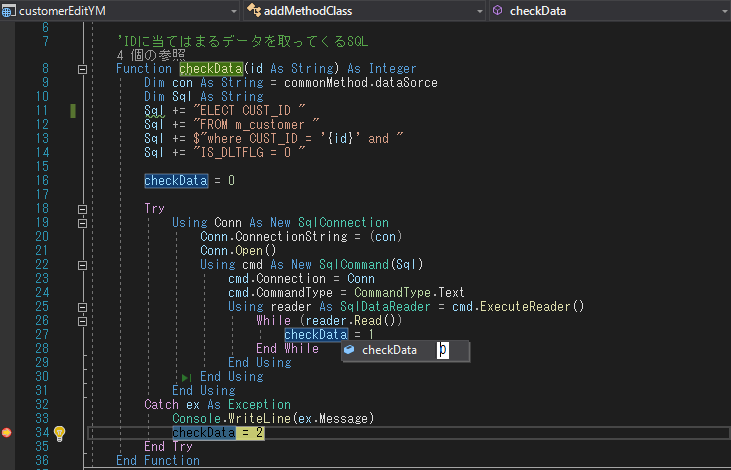 customerEditYM addMethodClass checkData
6
7 'IDに当てはまるデータを取ってくるSQL
4 個の参照
8 Function checkData(id As String) As Integer
9 Dim con As String = commonMethod.dataSorce
10 Dim Sql As String
11 Sql += "ELECT CUST_ID "
12 Sql += "FROM m_customer "
13 Sql += $"where CUST_ID = '{id}' and "
14 Sql += "IS_DLTFLG = 0 "
15
16 checkData = 0
17
18 Try
19 Using Conn As New SqlConnection
20 Conn.ConnectionString = (con)
21 Conn.Open()
22 Using cmd As New SqlCommand(Sql)
23 cmd.Connection = Conn
24 cmd.CommandType = CommandType.Text
25 Using reader As SqlDataReader = cmd.ExecuteReader()
26 While (reader.Read())
27 checkData = 1
28 End While
checkData 0
29 End Using
30 End Using
31 End Using
32 Catch ex As Exception
33 Console.WriteLine(ex.Message)
34 checkData = 2
35 End Try
36 End Function